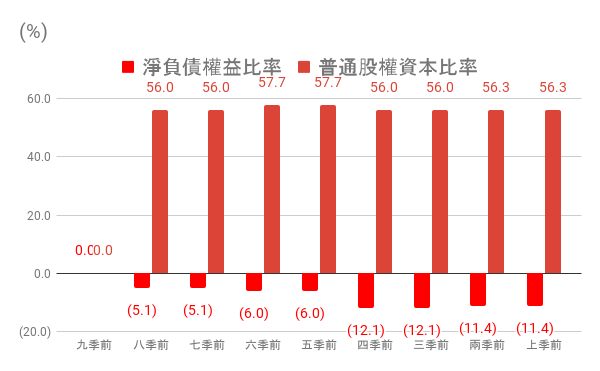 (%)
淨負債權益比率 普通股權資本比率
56.0 56.0 57.7 57.7 56.0 56.0 56.3 56.3
60.0
40.0
20.0
0.0 0.0
0.0
(5.1) (5.1) (6.0) (6.0) (12.1) (12.1) (11.4) (11.4)
(20.0)
九季前 八季前 七季前 六季前 五季前 四季前 三季前 兩季前 上季前